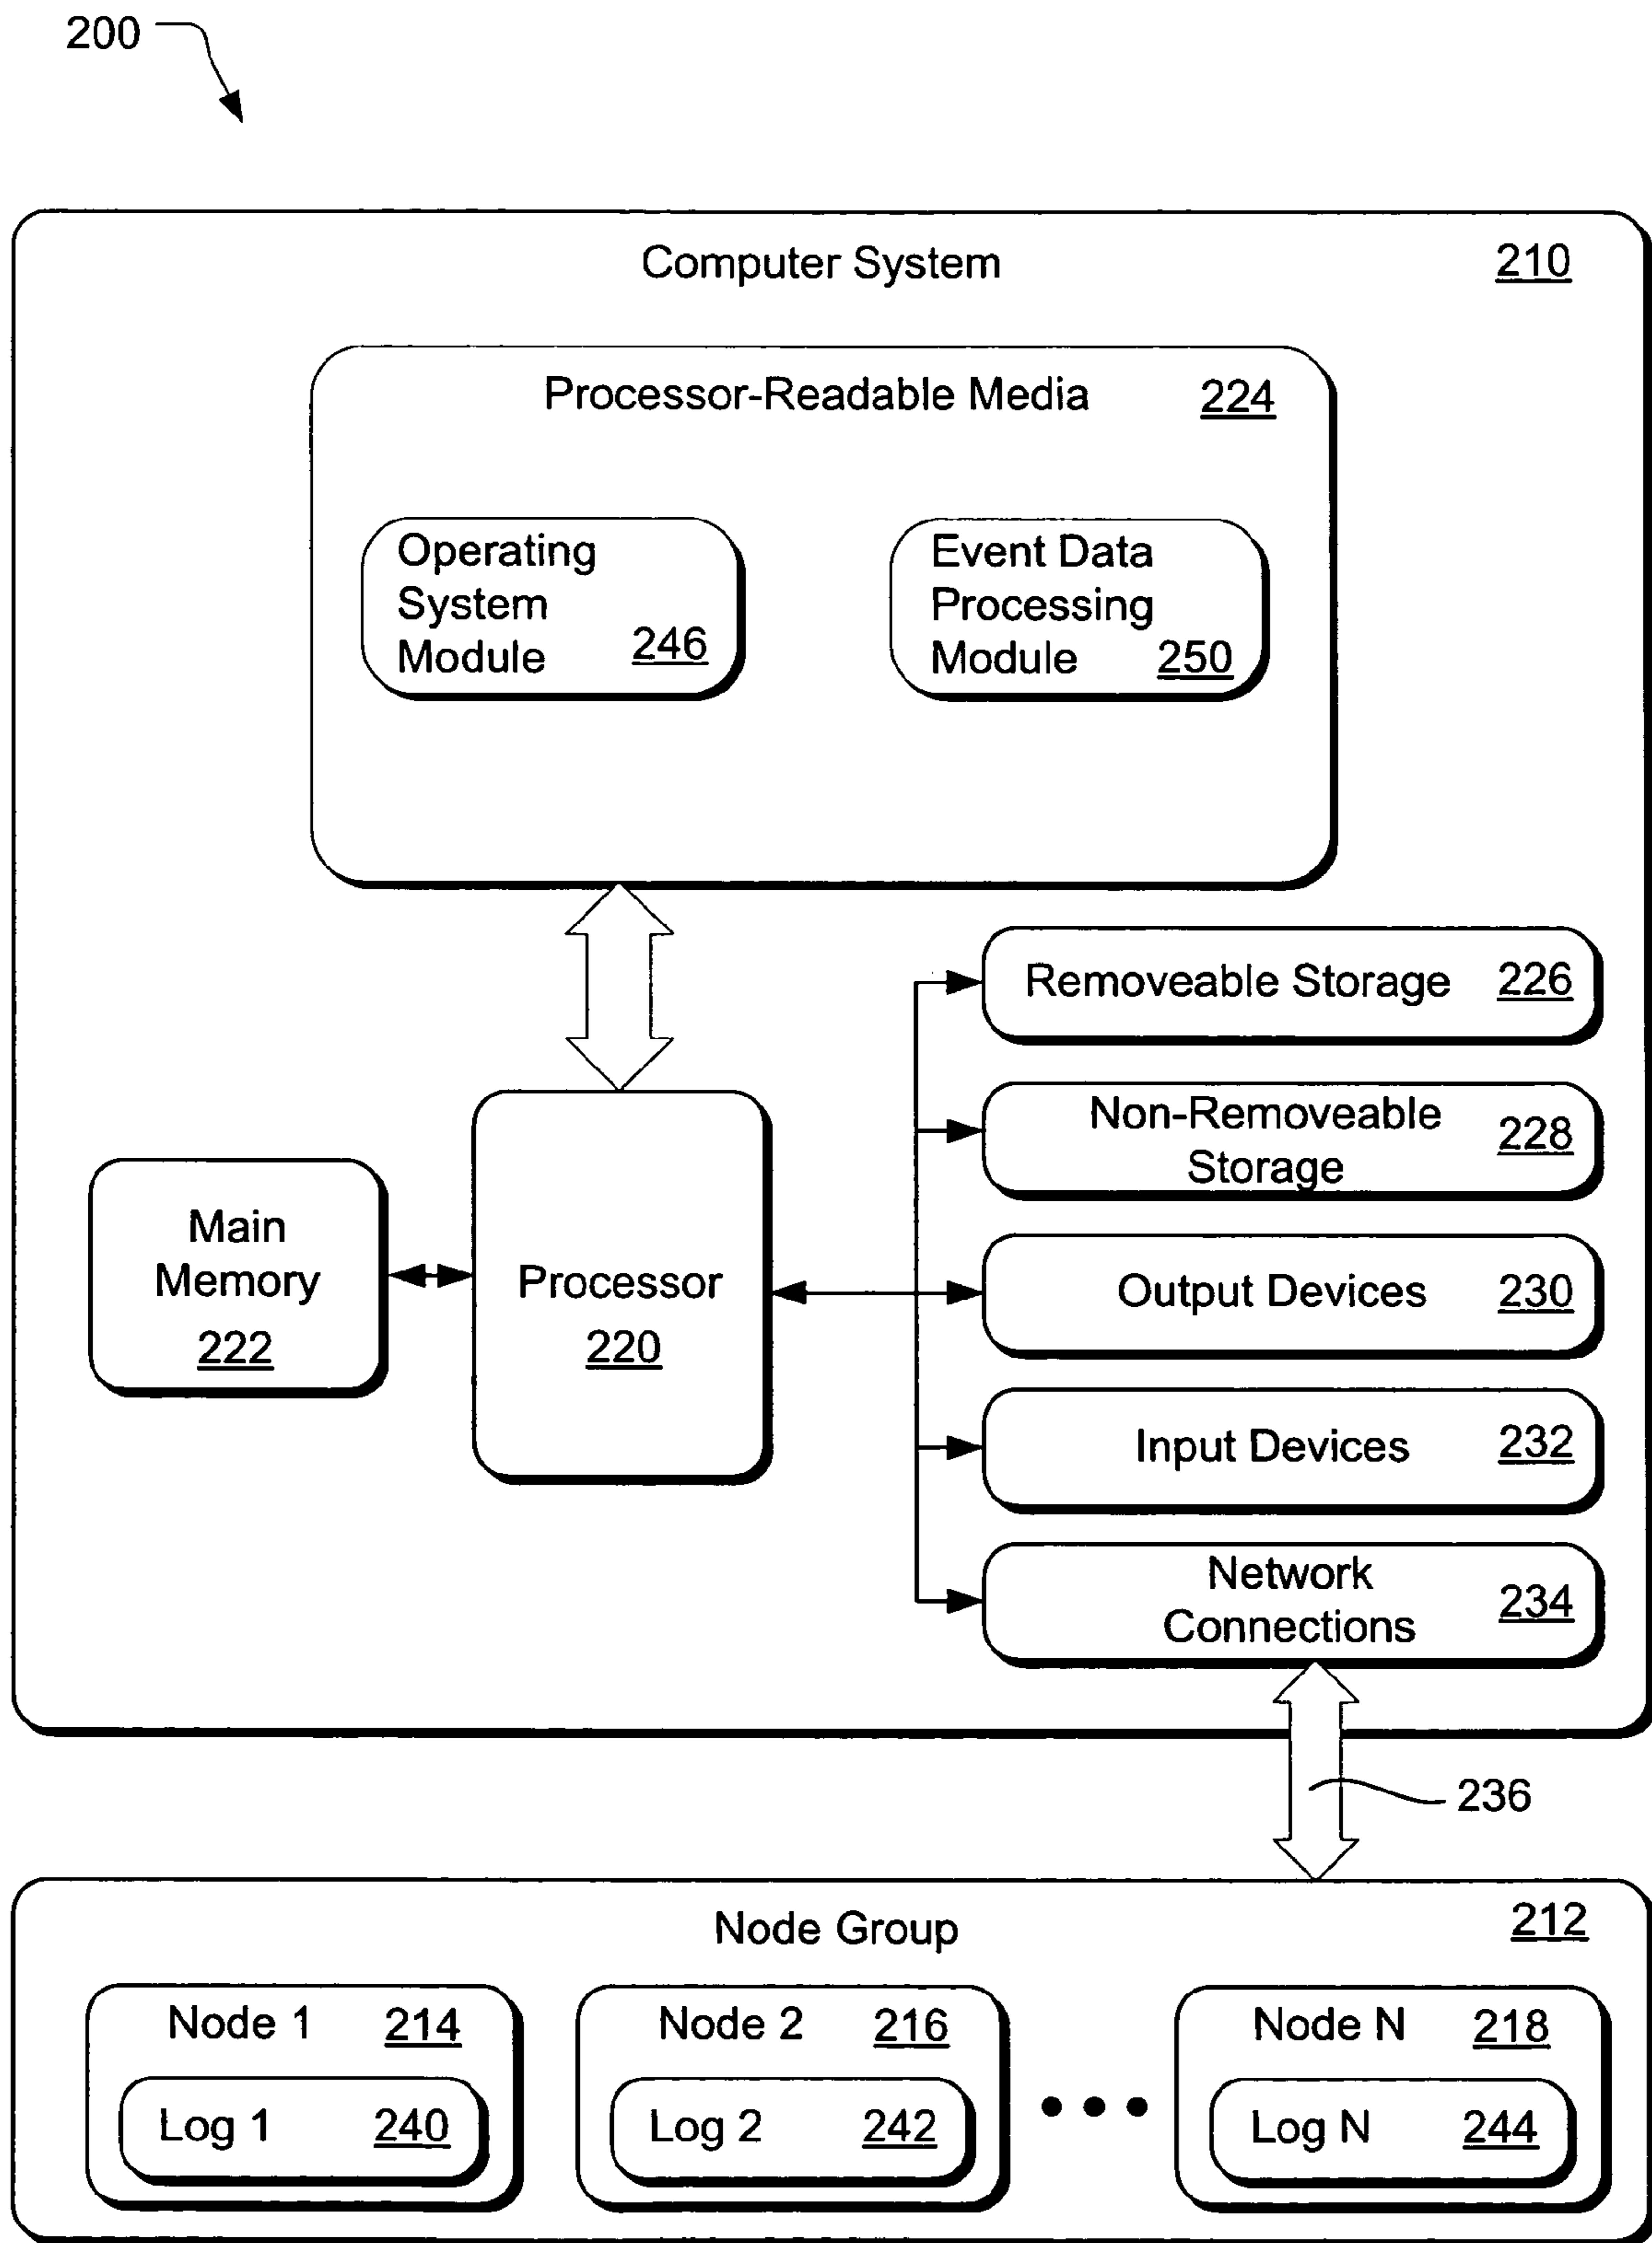 200
Computer System 210
Processor-Readable Media 224
Operating
System
Module 246
Event Data
Processing
Module 250
Removeable Storage 226
Non-Removeable
Storage 228
Main
Memory
222
Processor
220
Output Devices 230
Input Devices 232
Network
Connections 234
236
Node Group 212
Node 1 214
Log 1 240
Node 2 216
Log 2 242
Node N 218
Log N 244